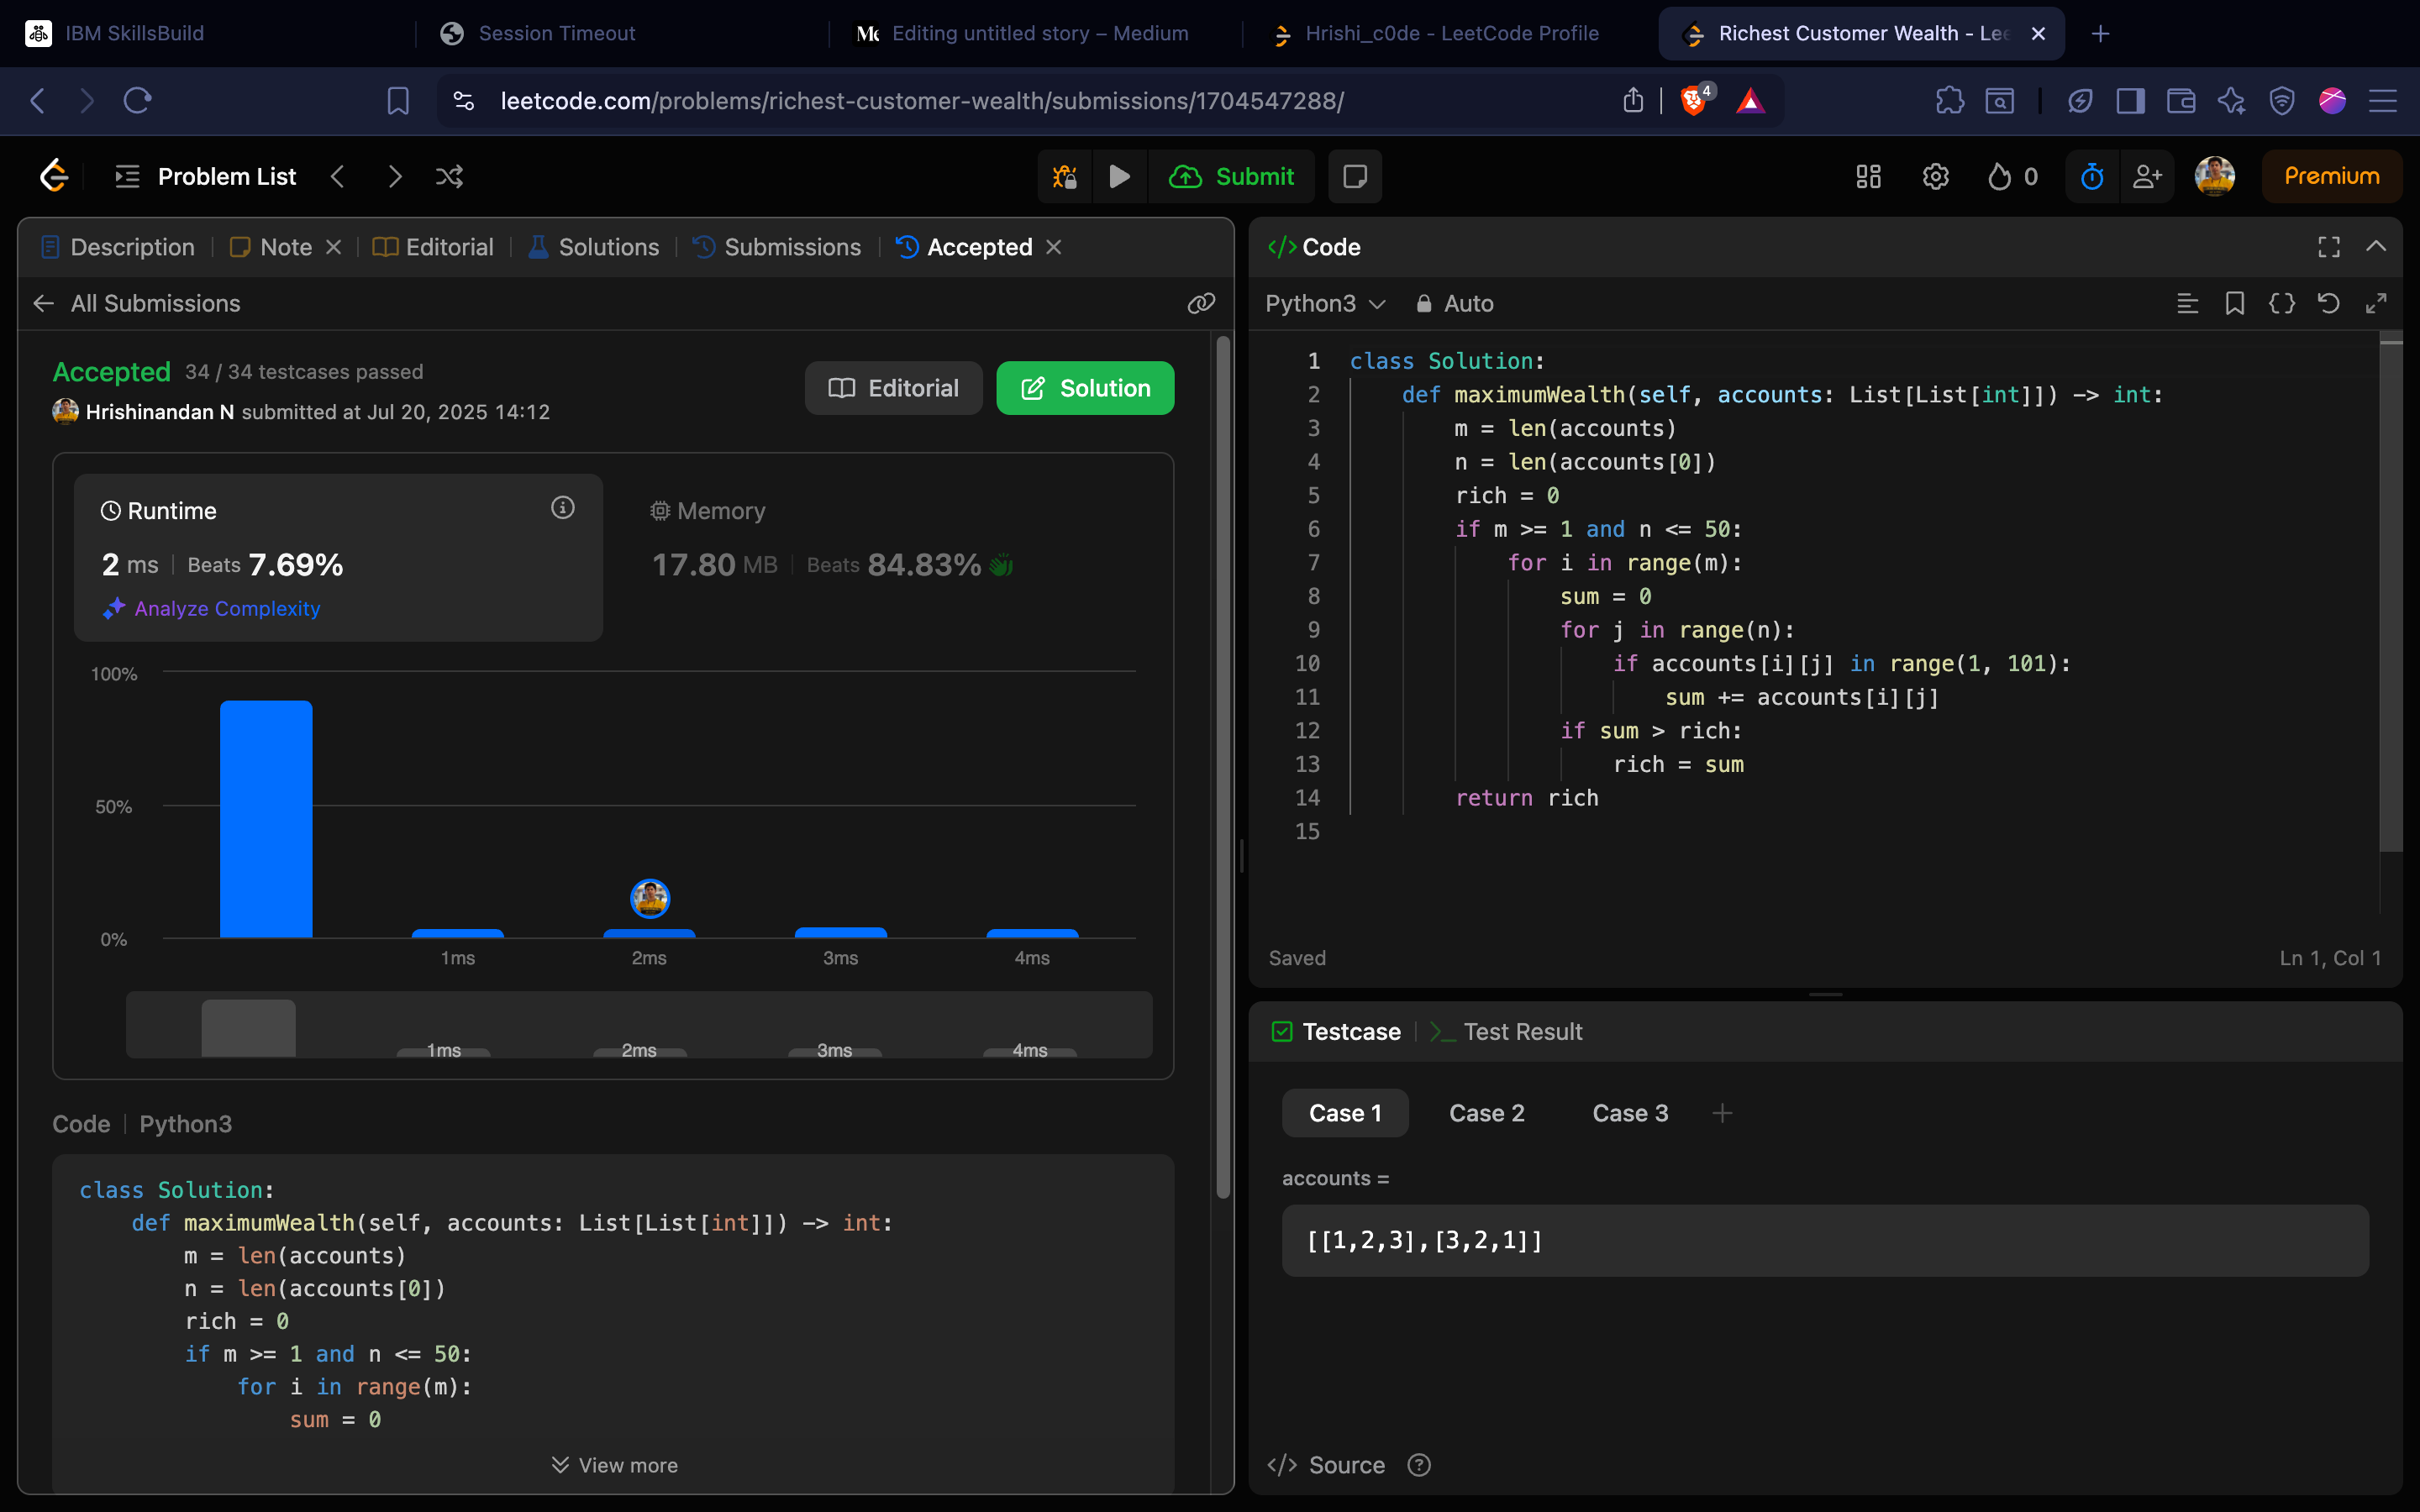 IBM SkillsBuild
Session Timeout
Editing untitled story – Medium
Hrishi_c0de - LeetCode Profile
Richest Customer Wealth - Lee
leetcode.com/problems/richest-customer-wealth/submissions/1704547288/
4
Problem List
Submit
0
Premium
Description
Note
Editorial
Solutions
Submissions
Accepted
All Submissions
Accepted 34 / 34 testcases passed
Hrishinandan N submitted at Jul 20, 2025 14:12
Editorial
Solution
Runtime
2 ms | Beats 7.69%
Analyze Complexity
Memory
17.80 MB | Beats 84.83%
100%
50%
0%
1ms 2ms 3ms 4ms
1ms 2ms 3ms 4ms
Code | Python3
class Solution:
    def maximumWealth(self, accounts: List[List[int]]) -> int:
        m = len(accounts)
        n = len(accounts[0])
        rich = 0
        if m >= 1 and n <= 50:
            for i in range(m):
                sum = 0
View more
</> Code
Python3
Auto
1 class Solution:
2     def maximumWealth(self, accounts: List[List[int]]) -> int:
3         m = len(accounts)
4         n = len(accounts[0])
5         rich = 0
6         if m >= 1 and n <= 50:
7             for i in range(m):
8                 sum = 0
9                 for j in range(n):
10                     if accounts[i][j] in range(1, 101):
11                         sum += accounts[i][j]
12                 if sum > rich:
13                     rich = sum
14         return rich
15
Saved
Ln 1, Col 1
Testcase
Test Result
Case 1
Case 2
Case 3
accounts =
[[1,2,3],[3,2,1]]
</> Source